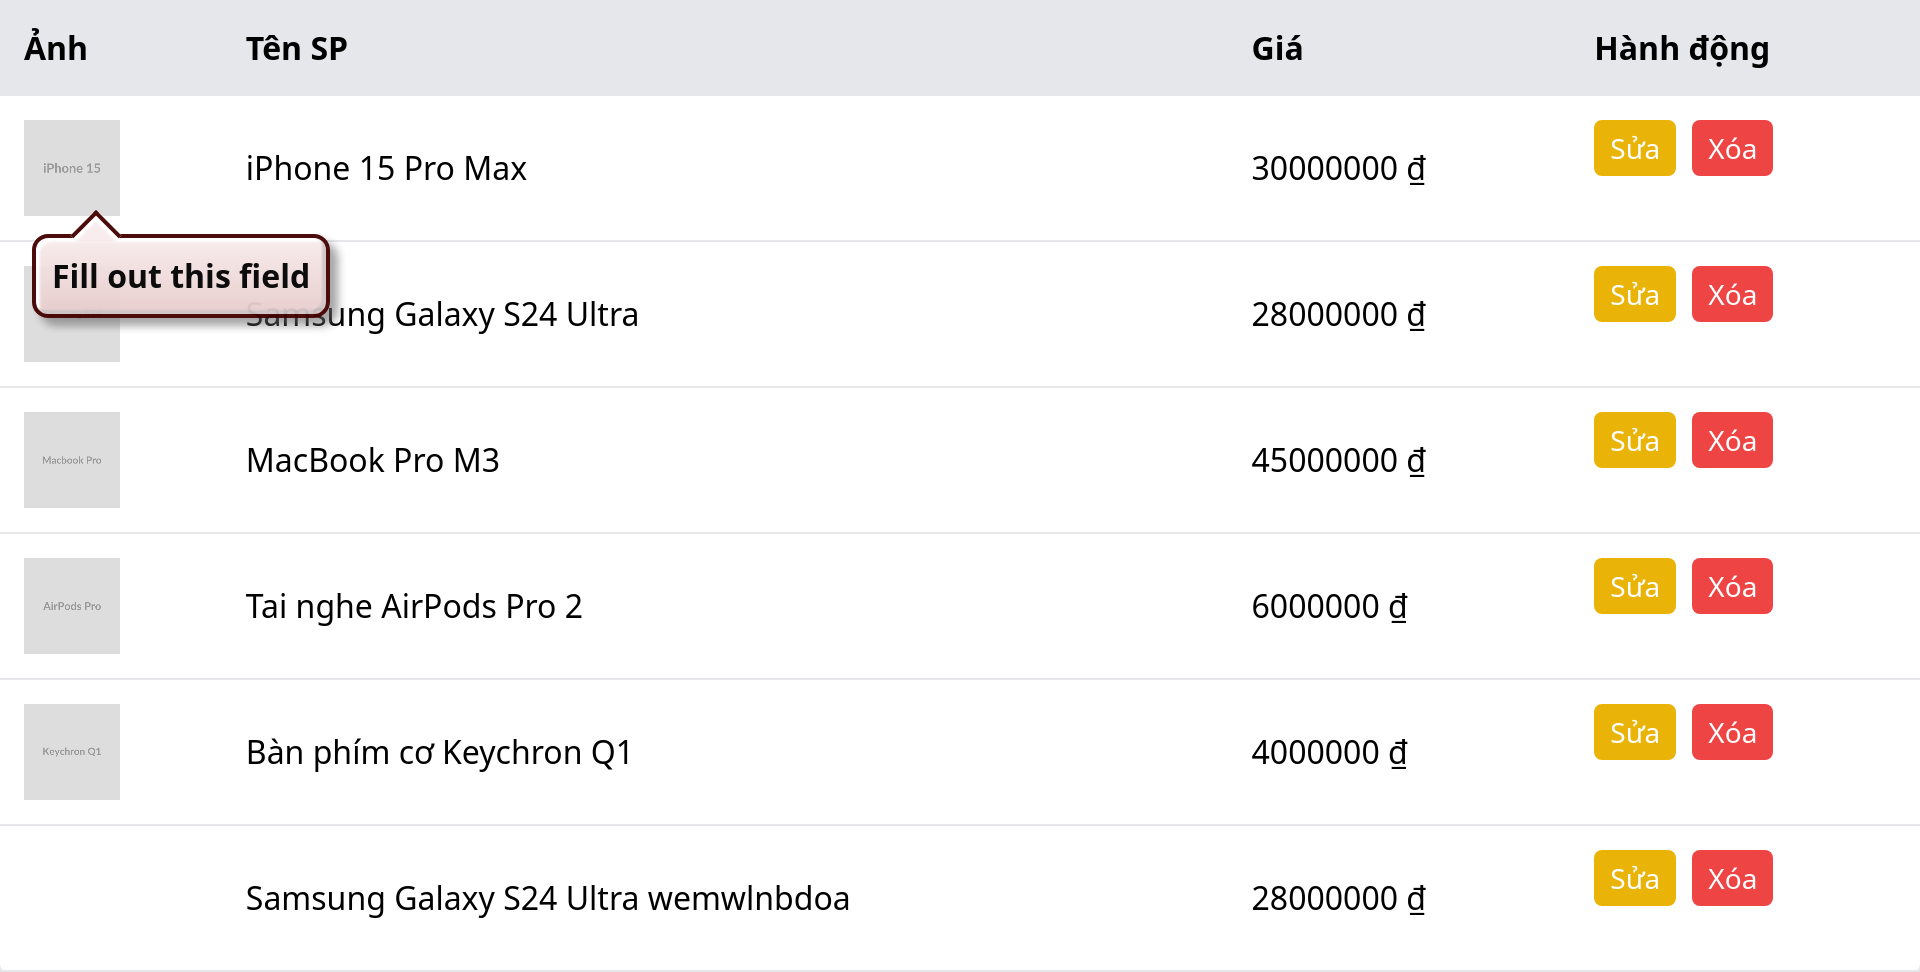 Ảnh Tên SP Giá Hành động
iPhone 15 iPhone 15 Pro Max 30000000 ₫ Sửa Xóa
Fill out this field
Samsung Galaxy S24 Ultra 28000000 ₫ Sửa Xóa
Macbook Pro MacBook Pro M3 45000000 ₫ Sửa Xóa
AirPods Pro Tai nghe AirPods Pro 2 6000000 ₫ Sửa Xóa
Keychron Q1 Bàn phím cơ Keychron Q1 4000000 ₫ Sửa Xóa
Samsung Galaxy S24 Ultra wemwlnbdoa 28000000 ₫ Sửa Xóa